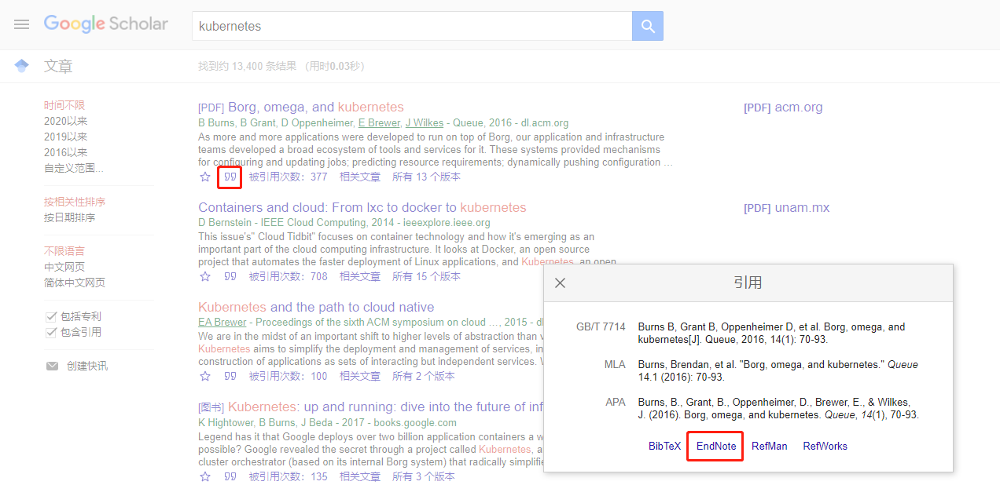 Google Scholar
kubernetes
文章
找到约 13,400 条结果 (用时0.03秒)
时间不限
2020以来
2019以来
2016以来
自定义范围...
按相关性排序
按日期排序
不限语言
中文网页
简体中文网页
包括专利
包含引用
创建快讯
[PDF] Borg, omega, and kubernetes
B Burns, B Grant, D Oppenheimer, E Brewer, J Wilkes - Queue, 2016 - dl.acm.org
As more and more applications were developed to run on top of Borg, our application and infrastructure
teams developed a broad ecosystem of tools and services for it. These systems provided mechanisms
for configuring and updating jobs; predicting resource requirements; dynamically pushing configuration ...
被引用次数：377 相关文章 所有 13 个版本
[PDF] acm.org
Containers and cloud: From lxc to docker to kubernetes
D Bernstein - IEEE Cloud Computing, 2014 - ieeexplore.ieee.org
This issue's" Cloud Tidbit" focuses on container technology and how it's emerging as an
important part of the cloud computing infrastructure. It looks at Docker, an open source
project that automates the faster deployment of Linux applications, and Kubernetes, an open
被引用次数：708 相关文章 所有 15 个版本
[PDF] unam.mx
Kubernetes and the path to cloud native
EA Brewer - Proceedings of the sixth ACM symposium on cloud ..., 2015 - dl
We are in the midst of an important shift to higher levels of abstraction than
Kubernetes aims to simplify the deployment and management of services, in
construction of applications as sets of interacting but independent services.
被引用次数：100 相关文章 所有 2 个版本
[图书] Kubernetes: up and running: dive into the future of inf
K Hightower, B Burns, J Beda - 2017 - books.google.com
Legend has it that Google deploys over two billion application containers a w
possible? Google revealed the secret through a project called Kubernetes, a
cluster orchestrator (based on its internal Borg system) that radically simplifie
被引用次数：135 相关文章 所有 3 个版本
引用
GB/T 7714 Burns B, Grant B, Oppenheimer D, et al. Borg, omega, and
kubernetes[J]. Queue, 2016, 14(1): 70-93.
MLA Burns, Brendan, et al. "Borg, omega, and kubernetes." Queue
14.1 (2016): 70-93.
APA Burns, B., Grant, B., Oppenheimer, D., Brewer, E., & Wilkes,
J. (2016). Borg, omega, and kubernetes. Queue, 14(1), 70-93.
BibTeX EndNote RefMan RefWorks